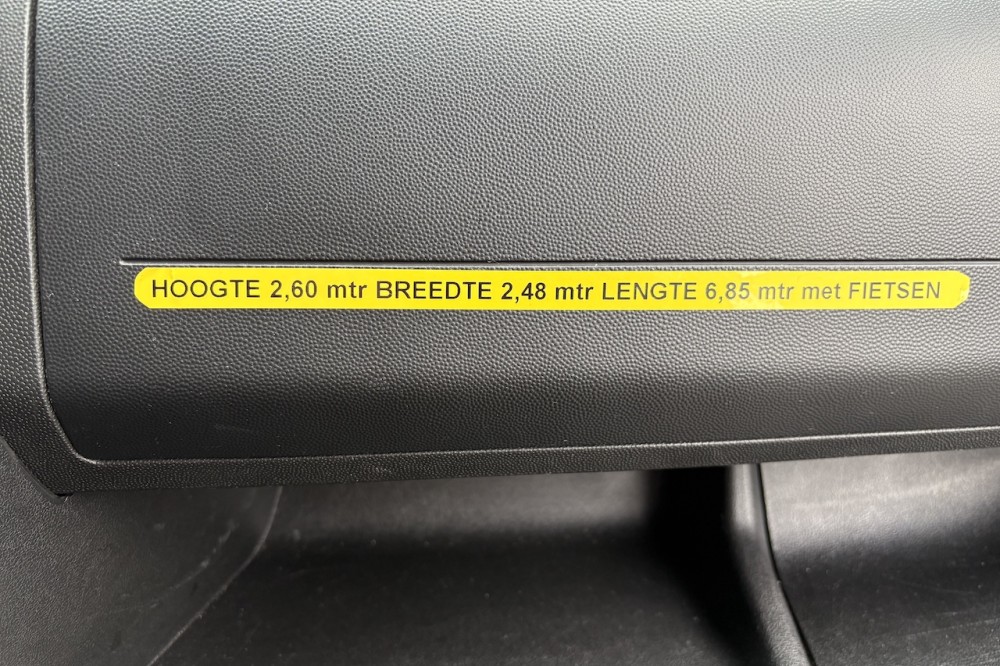 HOOGTE 2,60 mtr BREEDTE 2,48 mtr LENGTE 6,85 mtr met FIETSEN